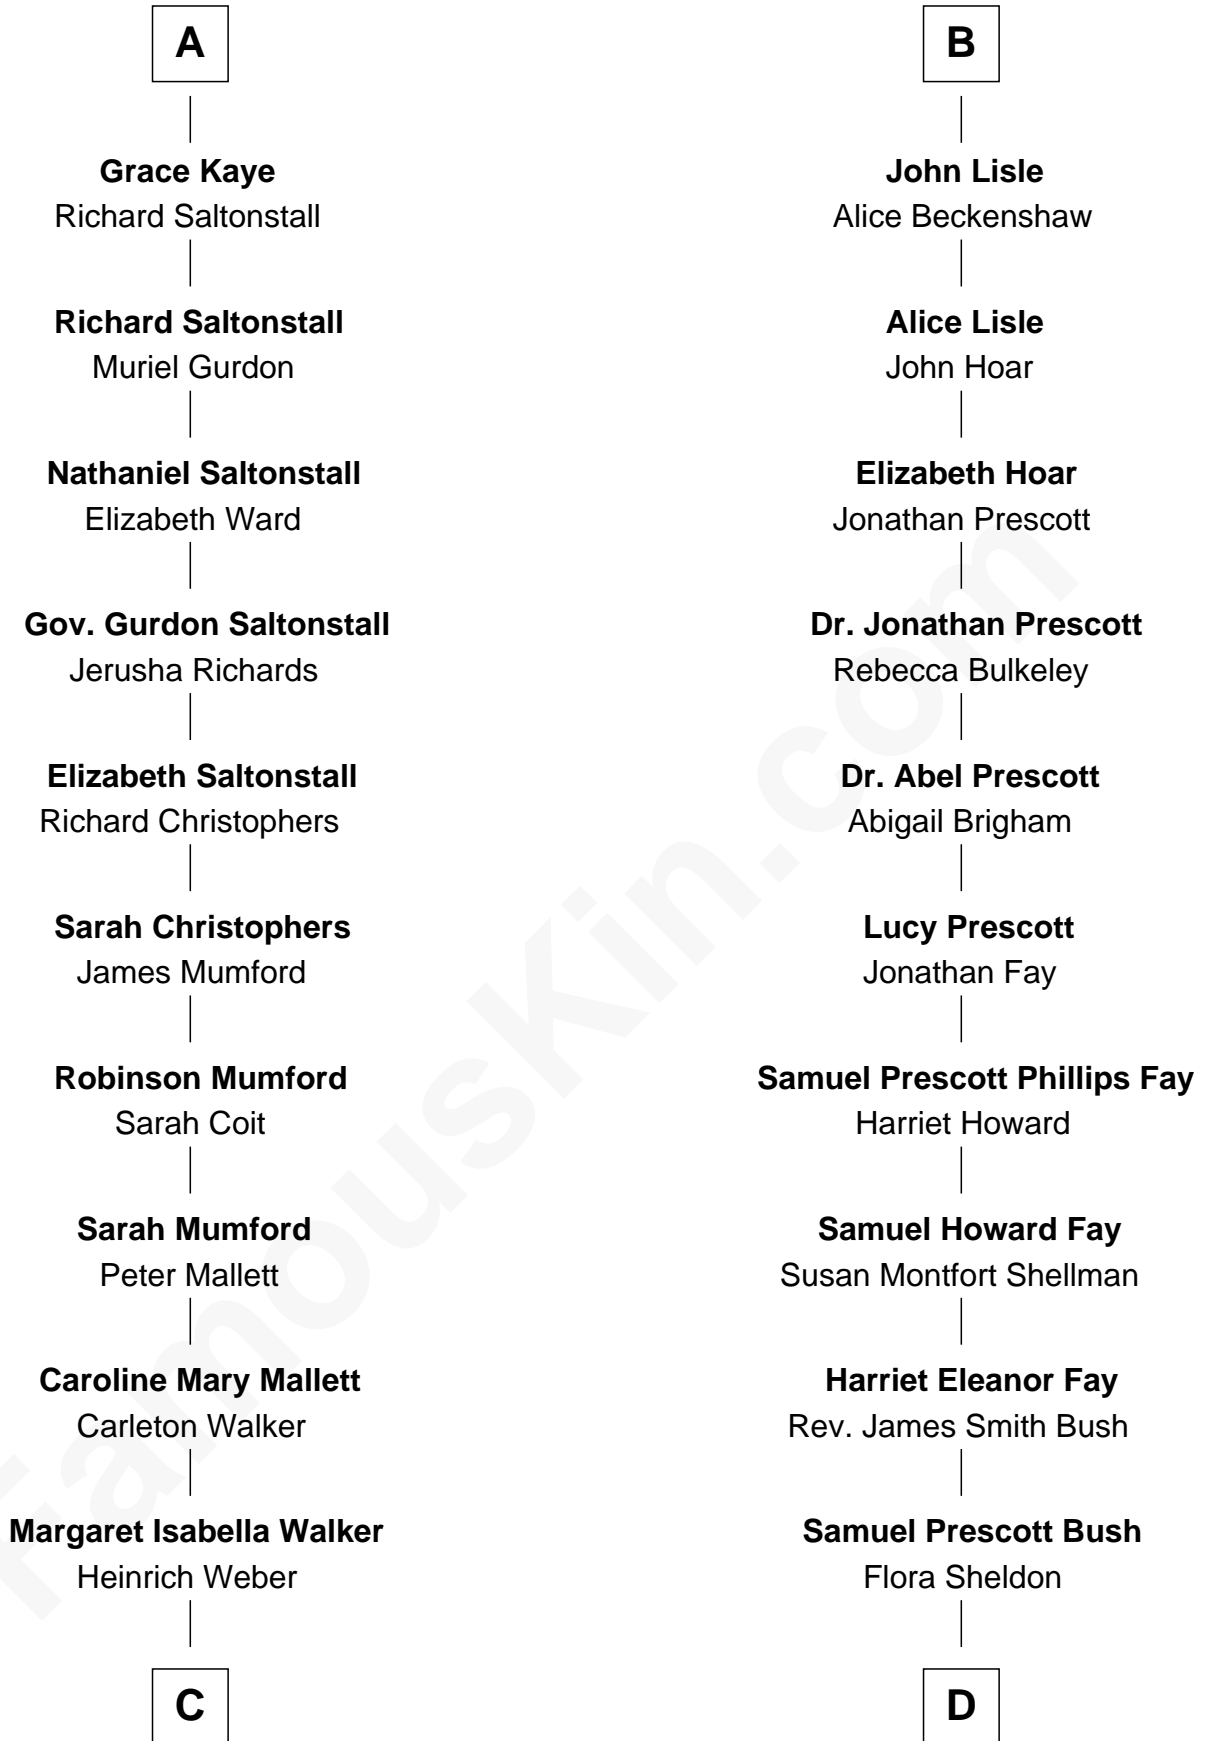 A
Grace Kaye
Richard Saltonstall
Richard Saltonstall
Muriel Gurdon
Nathaniel Saltonstall
Elizabeth Ward
Gov. Gurdon Saltonstall
Jerusha Richards
Elizabeth Saltonstall
Richard Christophers
Sarah Christophers
James Mumford
Robinson Mumford
Sarah Coit
Sarah Mumford
Peter Mallett
Caroline Mary Mallett
Carleton Walker
Margaret Isabella Walker
Heinrich Weber
C
B
John Lisle
Alice Beckenshaw
Alice Lisle
John Hoar
Elizabeth Hoar
Jonathan Prescott
Dr. Jonathan Prescott
Rebecca Bulkeley
Dr. Abel Prescott
Abigail Brigham
Lucy Prescott
Jonathan Fay
Samuel Prescott Phillips Fay
Harriet Howard
Samuel Howard Fay
Susan Montfort Shellman
Harriet Eleanor Fay
Rev. James Smith Bush
Samuel Prescott Bush
Flora Sheldon
D
FamousKin.com